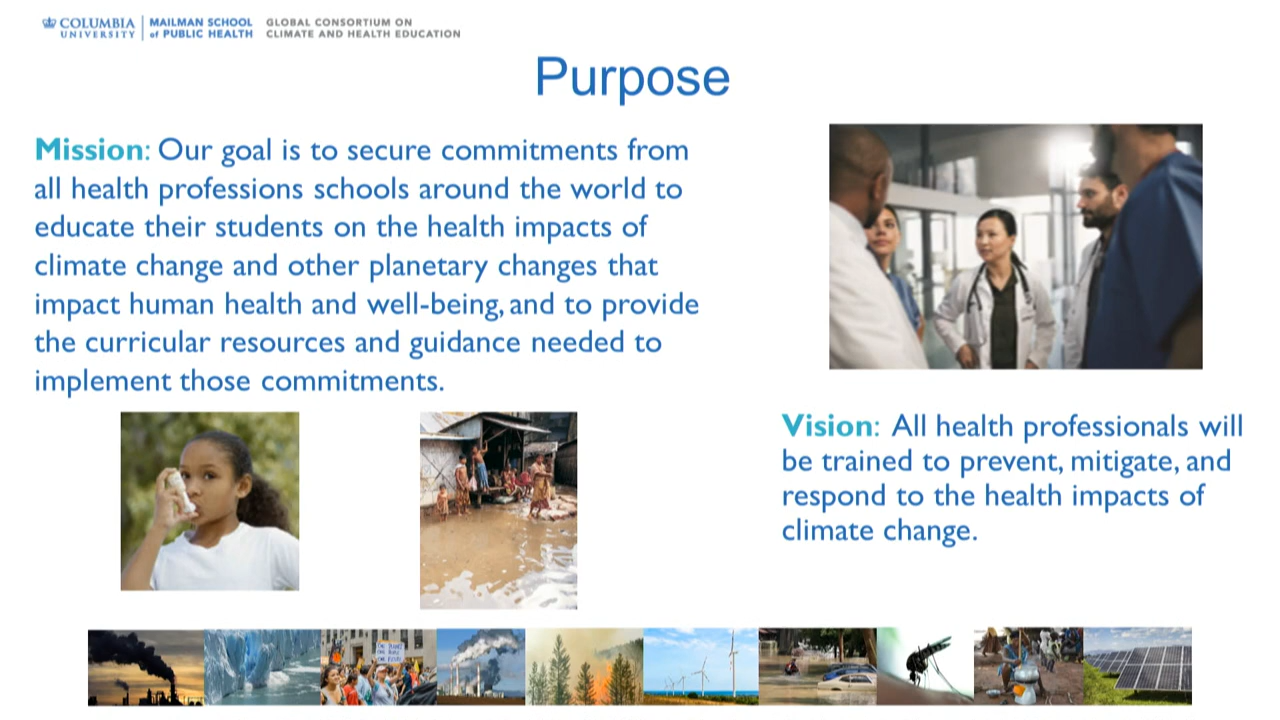 COLUMBIA UNIVERSITY
MAILMAN SCHOOL of PUBLIC HEALTH
GLOBAL CONSORTIUM ON CLIMATE AND HEALTH EDUCATION
Purpose
Mission: Our goal is to secure commitments from
all health professions schools around the world to
educate their students on the health impacts of
climate change and other planetary changes that
impact human health and well-being, and to provide
the curricular resources and guidance needed to
implement those commitments.
Vision: All health professionals will
be trained to prevent, mitigate, and
respond to the health impacts of
climate change.